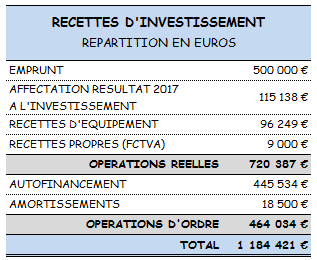 RECETTES D'INVESTISSEMENT
REPARTITION EN EUROS
EMPRUNT 500 000 €
AFFECTATION RESULTAT 2017
A L'INVESTISSEMENT 115 138 €
RECETTES D'EQUIPEMENT 96 249 €
RECETTES PROPRES (FCTVA) 9 000 €
OPERATIONS REELLES 720 387 €
AUTOFINANCEMENT 445 534 €
AMORTISSEMENTS 18 500 €
OPERATIONS D'ORDRE 464 034 €
TOTAL 1 184 421 €